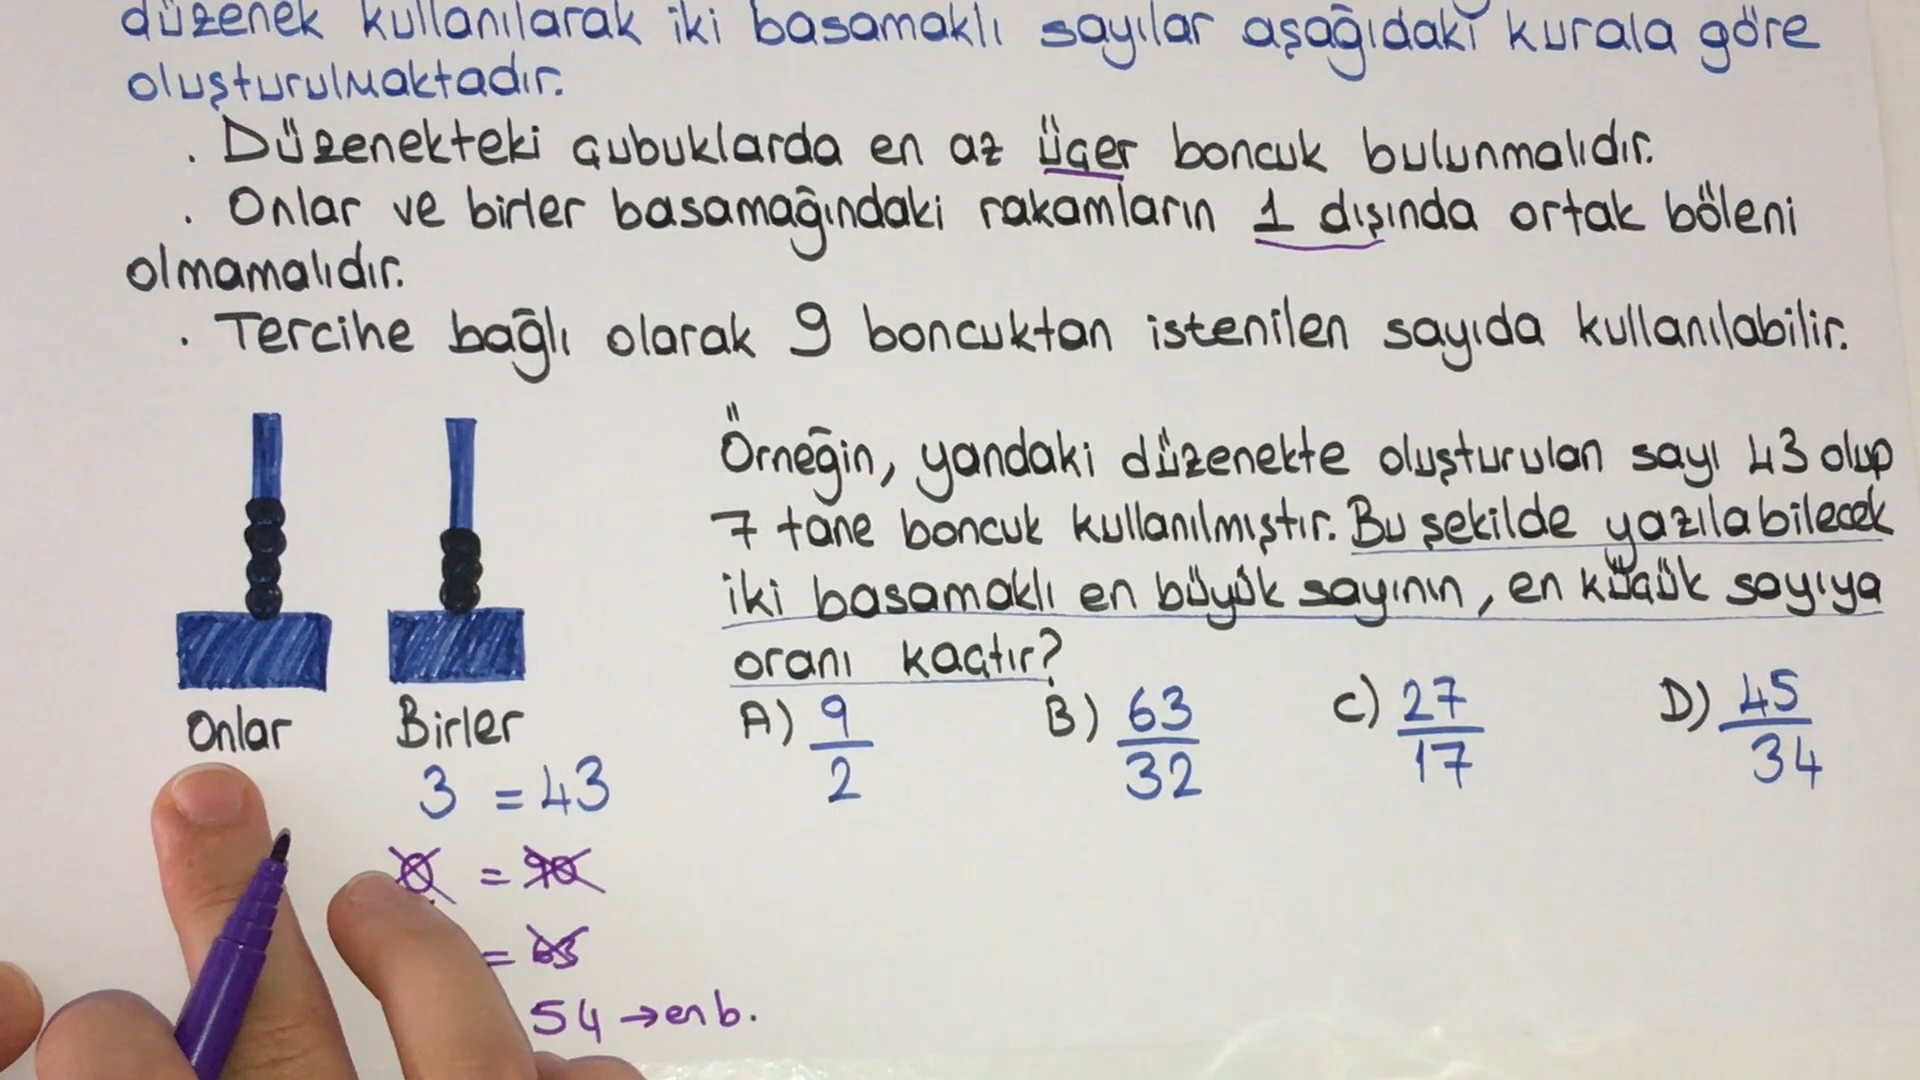 düzenek kullanılarak iki basamaklı sayılar aşağıdaki kurala göre
oluşturulmaktadır.
. Düzenekteki çubuklarda en az üçer boncuk bulunmalıdır.
. Onlar ve birler basamağındaki rakamların 1 dışında ortak böleni
olmamalıdır.
. Tercihe bağlı olarak 9 boncuktan istenilen sayıda kullanılabilir.
Örneğin, yandaki düzenekte oluşturulan sayı 43 olup
7 tane boncuk kullanılmıştır. Bu şekilde yazılabilecek
iki basamaklı en büyük sayının, en küçük sayıya
oranı kaçtır?
A) 9/2 B) 63/32 C) 27/17 D) 45/34
Onlar Birler
3 = 43
0 = 90
= 63
54 → en b.